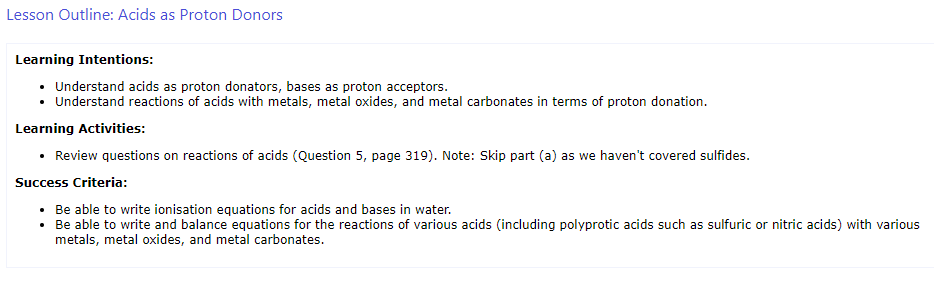 Lesson Outline: Acids as Proton Donors
Learning Intentions:
• Understand acids as proton donators, bases as proton acceptors.
• Understand reactions of acids with metals, metal oxides, and metal carbonates in terms of proton donation.
Learning Activities:
• Review questions on reactions of acids (Question 5, page 319). Note: Skip part (a) as we haven't covered sulfides.
Success Criteria:
• Be able to write ionisation equations for acids and bases in water.
• Be able to write and balance equations for the reactions of various acids (including polyprotic acids such as sulfuric or nitric acids) with various
metals, metal oxides, and metal carbonates.